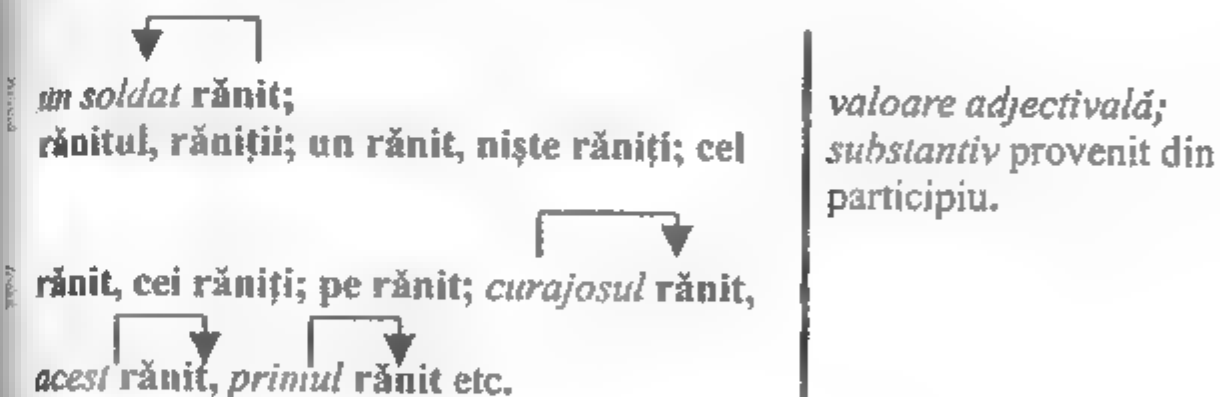 un soldat rănit;
rănitul, răniții; un rănit, niște răniți; cel
rănit, cei răniți; pe rănit; curajosul rănit,
acest rănit, primul rănit etc.
valoare adjectivală;
substantiv provenit din
participiu.